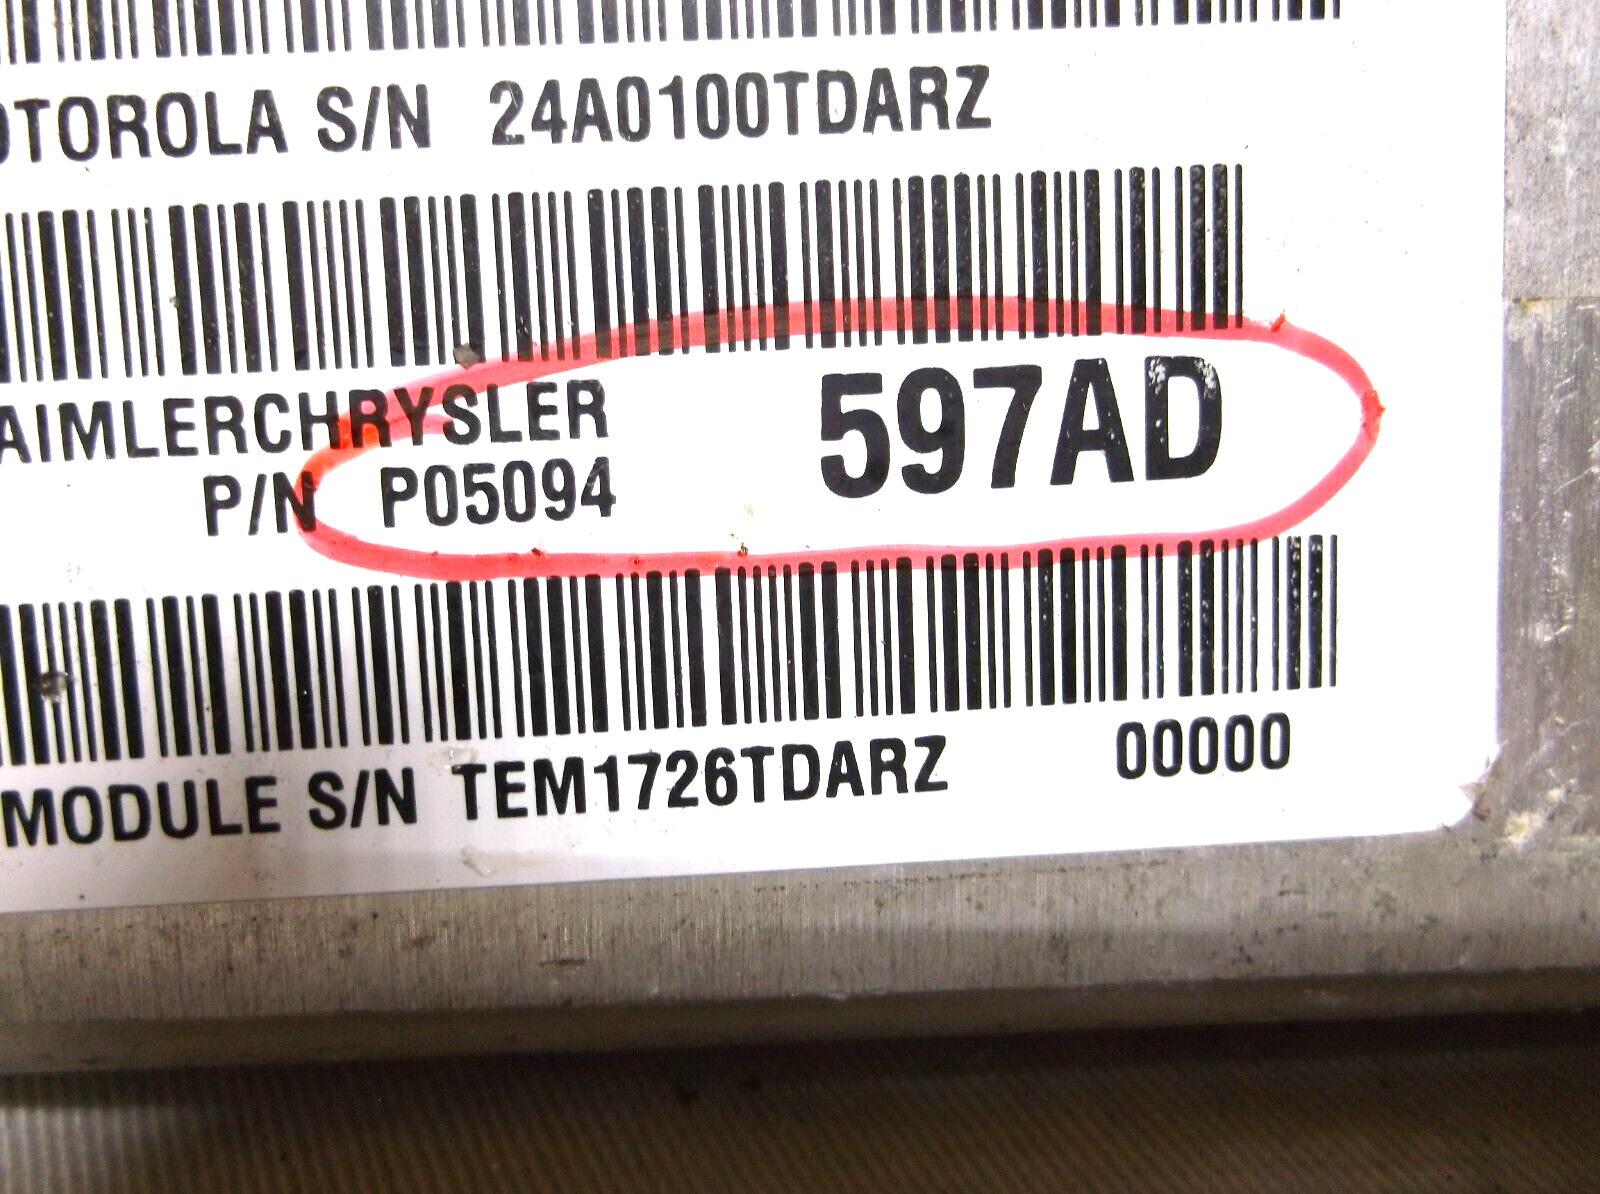 OTOROLA S/N 24A0100TDARZ
AIMLERCHRYSLER
P/N P05094 597AD
MODULE S/N TEM1726TDARZ 00000